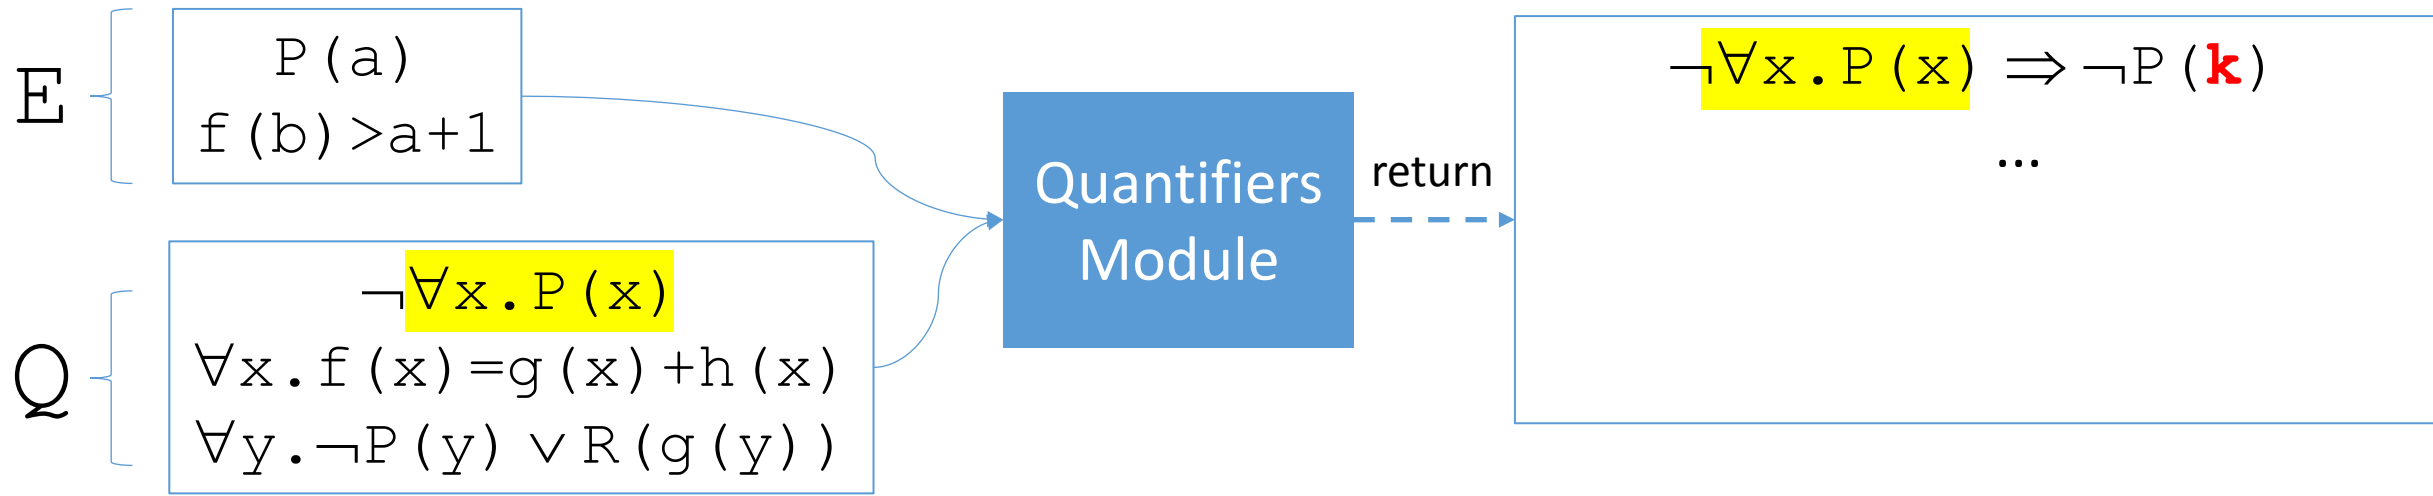 E
P(a)
f(b)>a+1
Q
¬∀x.P(x)
∀x.f(x)=g(x)+h(x)
∀y.¬P(y)∨R(g(y))
Quantifiers
Module
return
¬∀x.P(x)⇒¬P(k)
…